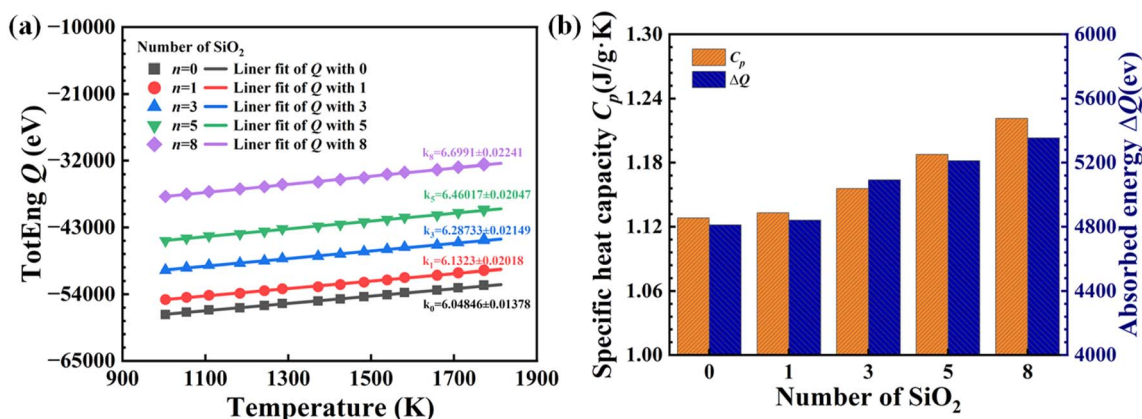 (a)
TotEng Q (eV)
-10000
-21000
-32000
-43000
-54000
-65000
Number of SiO2
n=0 Liner fit of Q with 0
n=1 Liner fit of Q with 1
n=3 Liner fit of Q with 3
n=5 Liner fit of Q with 5
n=8 Liner fit of Q with 8
k8=6.6991±0.02241
k5=6.46017±0.02047
k3=6.28733±0.02149
k1=6.1323±0.02018
k0=6.04846±0.01378
900 1100 1300 1500 1700 1900
Temperature (K)
(b)
Specific heat capacity Cp(J/g·K)
1.30
1.24
1.18
1.12
1.06
1.00
Cp
ΔQ
6000
5600
5200
4800
4400
4000
Absorbed energy ΔQ(ev)
0 1 3 5 8
Number of SiO2